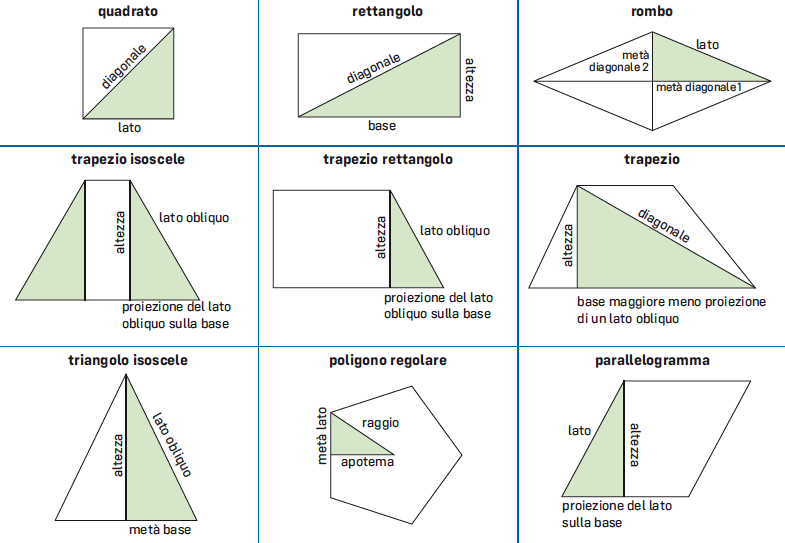 quadrato
diagonale
lato
rettangolo
diagonale
altezza
base
rombo
lato
metà
diagonale2
metà diagonale1
trapezio isoscele
altezza
lato obliquo
proiezione del lato
obliquo sulla base
trapezio rettangolo
altezza
lato obliquo
proiezione del lato
obliquo sulla base
trapezio
altezza
diagonale
base maggiore meno proiezione
di un lato obliquo
triangolo isoscele
altezza
lato obliquo
metà base
poligono regolare
metà lato
raggio
apotema
parallelogramma
lato
altezza
proiezione del lato
sulla base